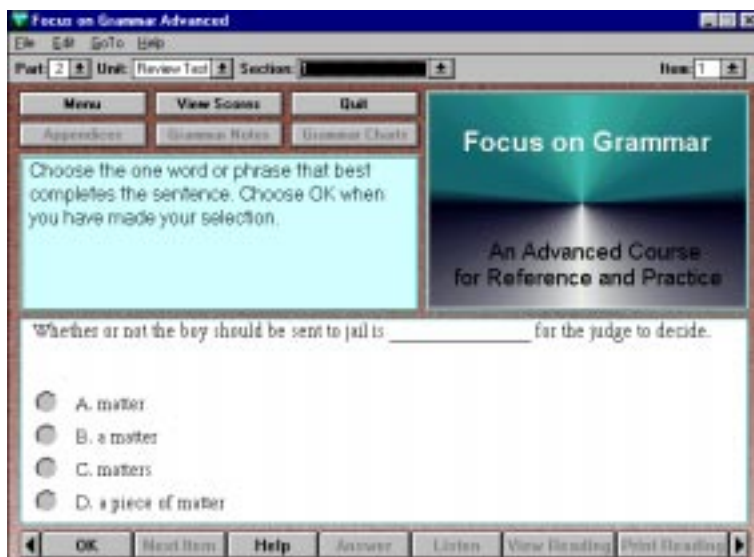 Focus on Grammar Advanced
File Edit GoTo Help
Part: 2 Unit: Review Test Section: Item: 1
Menu View Scores Quit
Appendices Grammar Notes Grammar Charts
Focus on Grammar
Choose the one word or phrase that best
completes the sentence. Choose OK when
you have made your selection.
An Advanced Course
for Reference and Practice
Whether or not the boy should be sent to jail is ______________ for the judge to decide.
A. matter
B. a matter
C. matters
D. a piece of matter
OK Next Item Help Answer Listen View Reading Print Reading